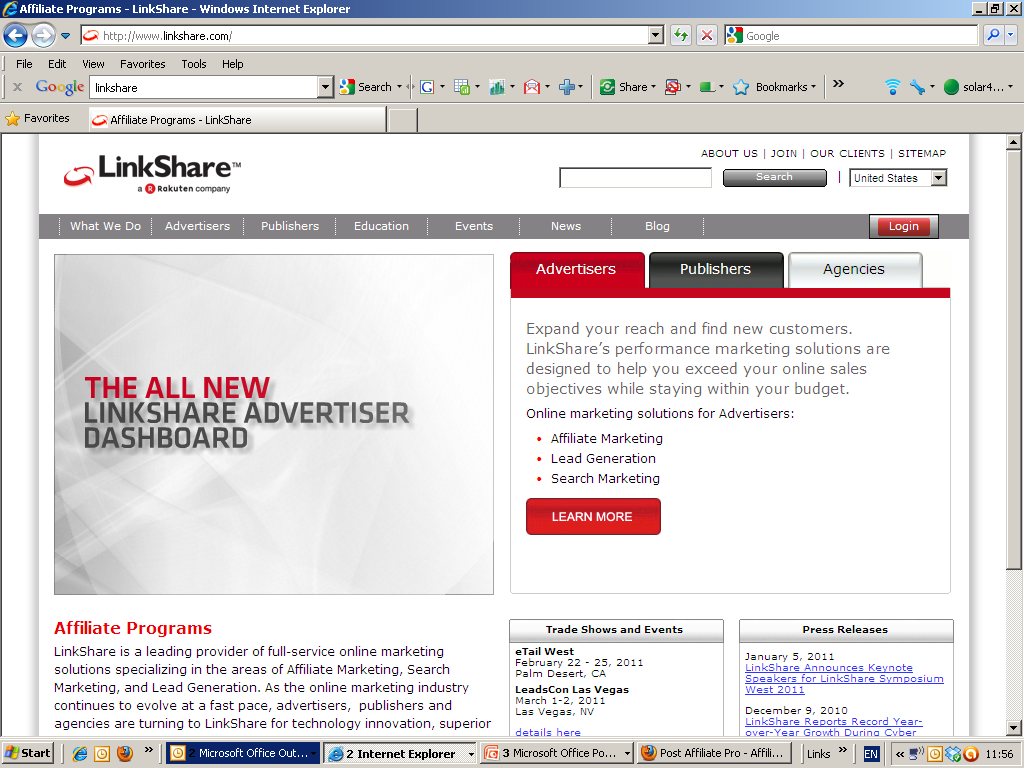 Affiliate Programs - LinkShare - Windows Internet Explorer
http://www.linkshare.com/
Google
File Edit View Favorites Tools Help
x Google linkshare Search Share Bookmarks » solar4...
Favorites Affiliate Programs - LinkShare
LinkShare™
a Rakuten company
ABOUT US | JOIN | OUR CLIENTS | SITEMAP
Search | United States
What We Do Advertisers Publishers Education Events News Blog Login
THE ALL NEW
LINKSHARE ADVERTISER
DASHBOARD
Advertisers Publishers Agencies
Expand your reach and find new customers.
LinkShare's performance marketing solutions are
designed to help you exceed your online sales
objectives while staying within your budget.
Online marketing solutions for Advertisers:
• Affiliate Marketing
• Lead Generation
• Search Marketing
LEARN MORE
Affiliate Programs
LinkShare is a leading provider of full-service online marketing
solutions specializing in the areas of Affiliate Marketing, Search
Marketing, and Lead Generation. As the online marketing industry
continues to evolve at a fast pace, advertisers, publishers and
agencies are turning to LinkShare for technology innovation, superior
Trade Shows and Events
eTail West
February 22 - 25, 2011
Palm Desert, CA
LeadsCon Las Vegas
March 1-2, 2011
Las Vegas, NV
details here
Press Releases
January 5, 2011
LinkShare Announces Keynote
Speakers for LinkShare Symposium
West 2011
December 9, 2010
LinkShare Reports Record Year-
over-Year Growth During Cyber
Start » 2 Microsoft Office Out... 2 Internet Explorer 3 Microsoft Office Po... Post Affiliate Pro - Affili... Links » EN « 11:56